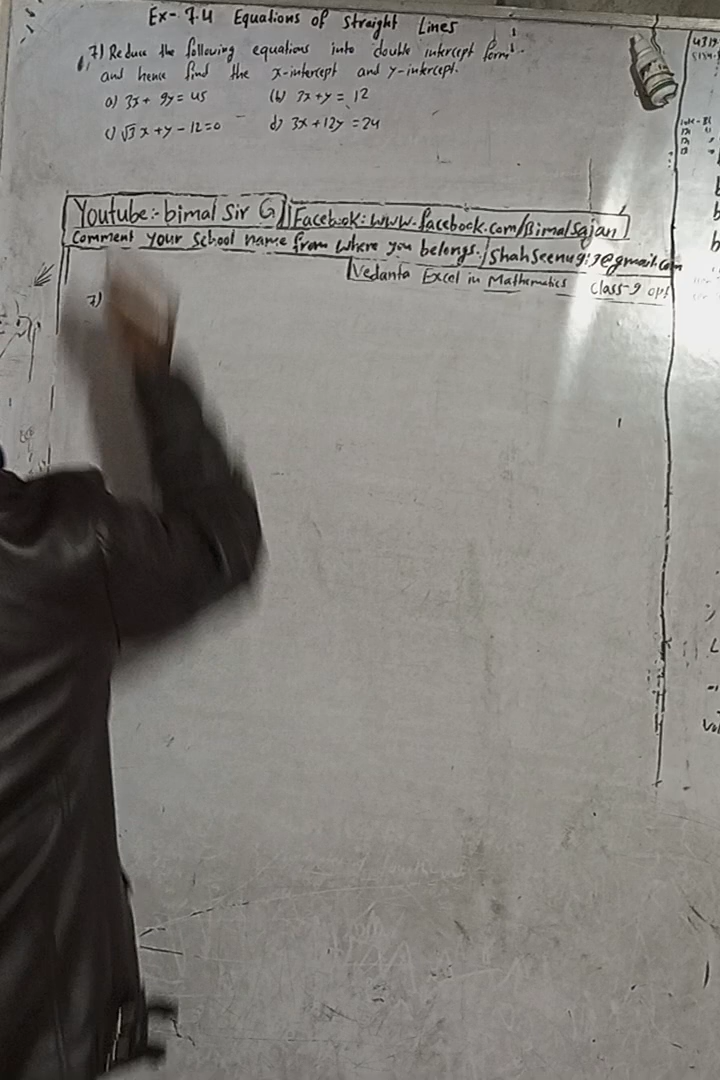 Ex- 7.4 Equations of Straight Lines
7) Reduce the following equations into double intercept form
and hence find the x-intercept and y-intercept.
a) 3x + 9y = 45 (b) 3x + y = 12
c) √3 x + y - 12 = 0 d) 3x + 12y = 24
Youtube:- bimal Sir G Facebook: www.facebook.com/Bimalsajan
Comment your School name from where you belongs.
Vedanta Excel in Mathematics Class-9 opt
7)